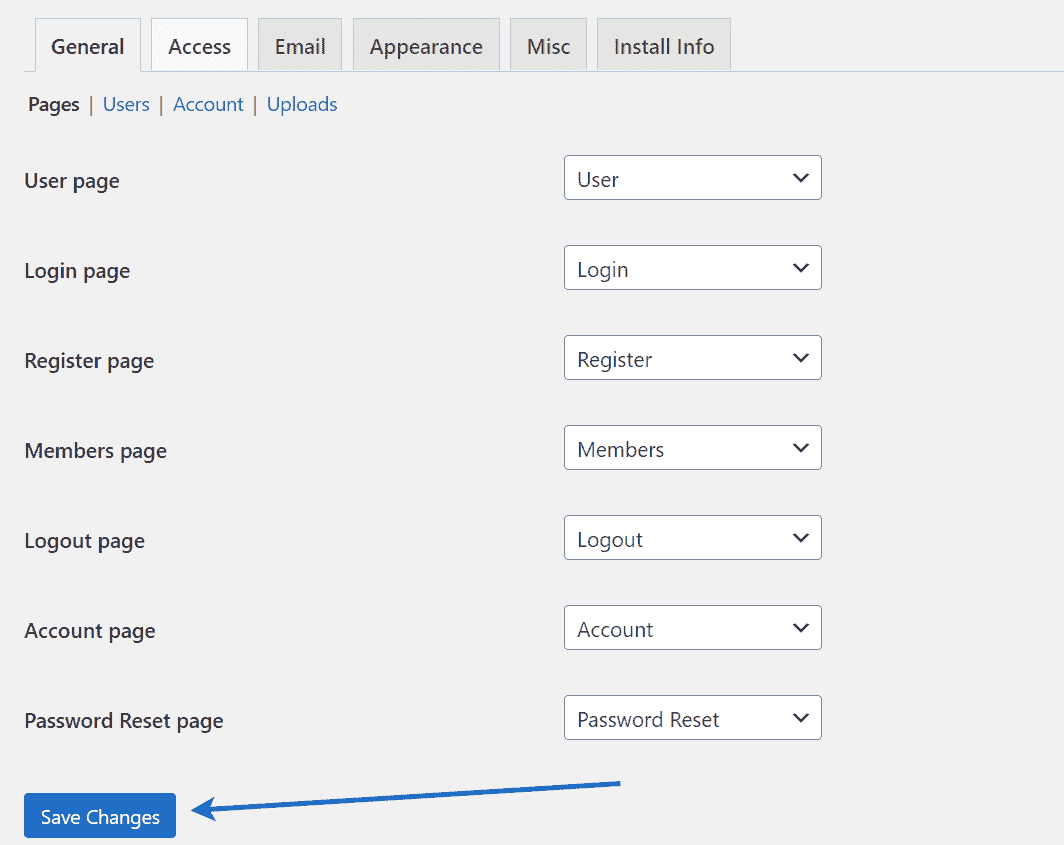 General Access Email Appearance Misc Install Info
Pages | Users | Account | Uploads
User page User
Login page Login
Register page Register
Members page Members
Logout page Logout
Account page Account
Password Reset page Password Reset
Save Changes